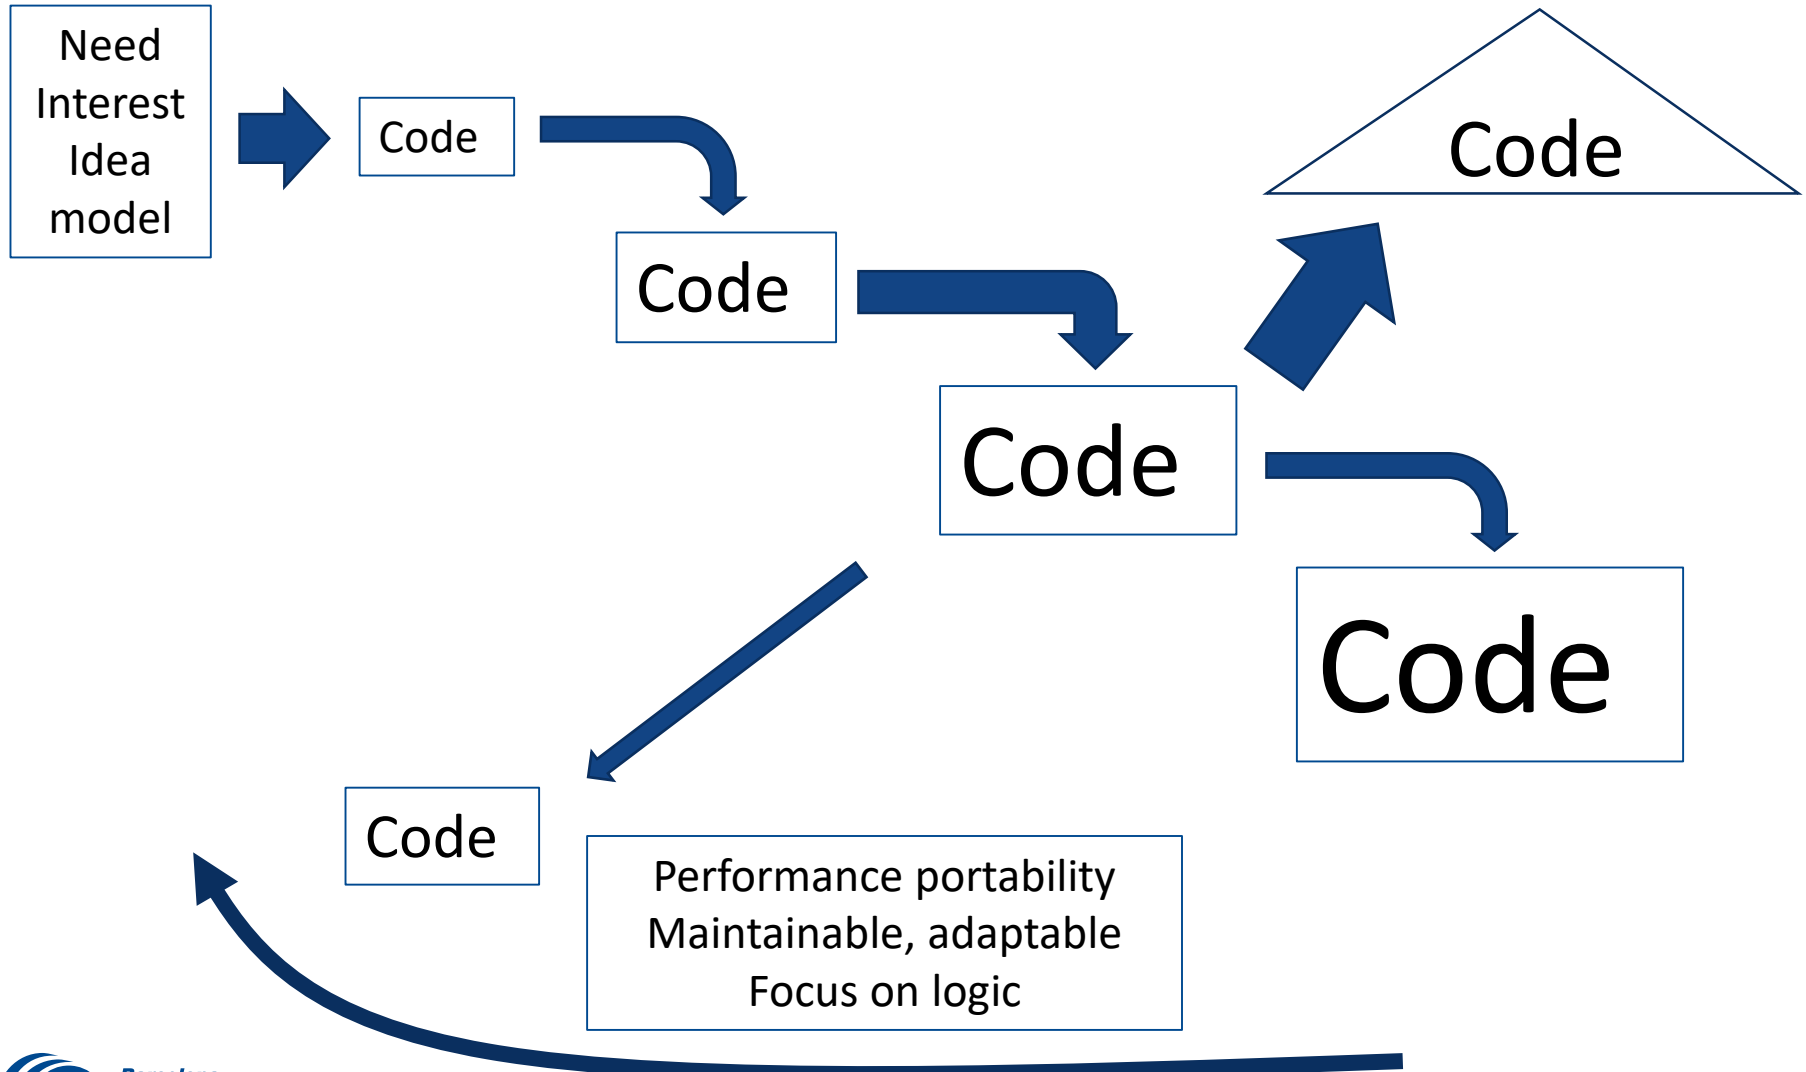 Need
Interest
Idea
model
Code
Code
Code
Code
Code
Code
Performance portability
Maintainable, adaptable
Focus on logic